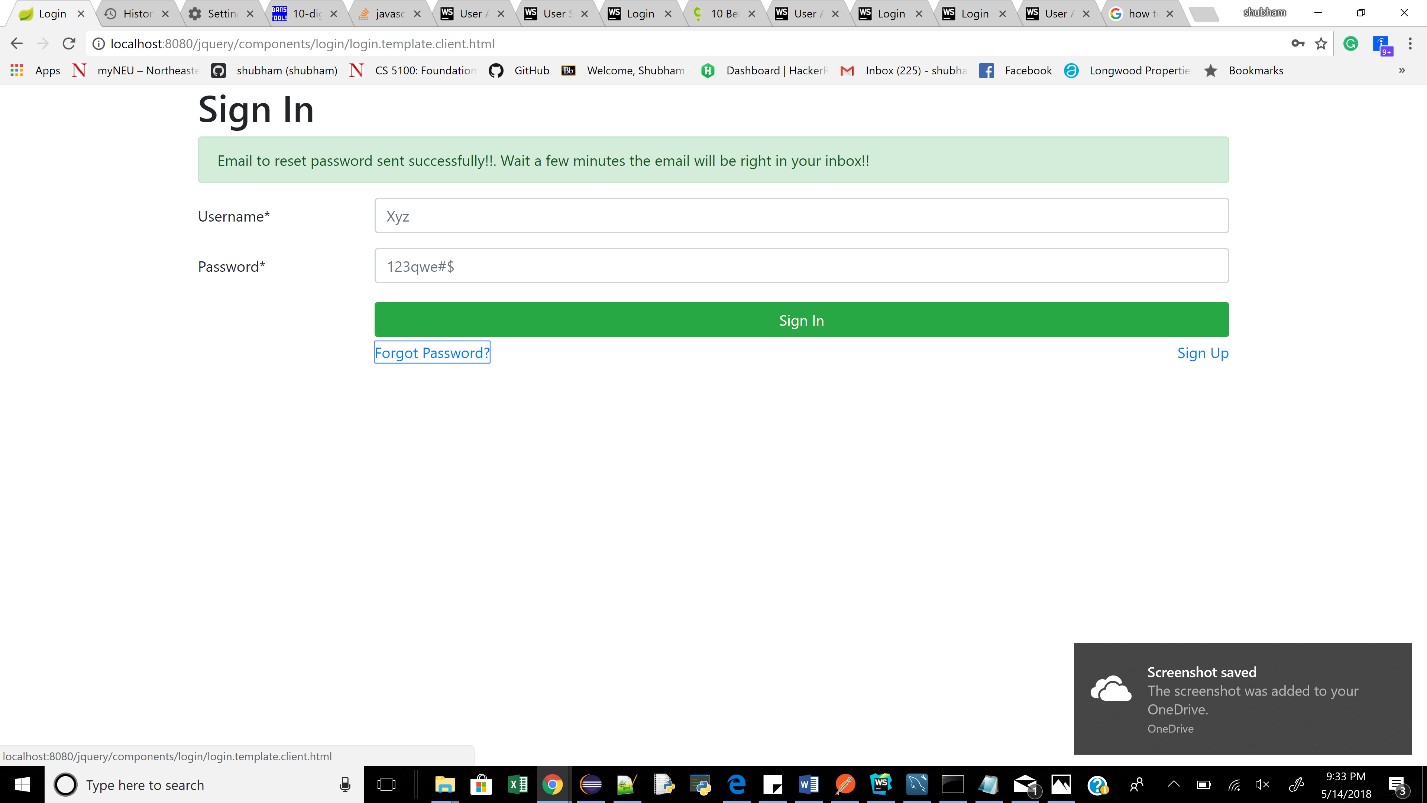 Login
Histor
Settin
10-dig
javasc
User A
User S
Login
10 Be
User A
Login
Login
User A
how t
shubham
localhost:8080/jquery/components/login/login.template.client.html
Apps
myNEU – Northeaste
shubham (shubham)
CS 5100: Foundation
GitHub
Welcome, Shubham
Dashboard | HackerR
Inbox (225) - shubha
Facebook
Longwood Propertie
Bookmarks
Sign In
Email to reset password sent successfully!!. Wait a few minutes the email will be right in your inbox!!
Username*
Xyz
Password*
123qwe#$
Sign In
Forgot Password?
Sign Up
Screenshot saved
The screenshot was added to your
OneDrive.
OneDrive
localhost:8080/jquery/components/login/login.template.client.html
Type here to search
9:33 PM
5/14/2018